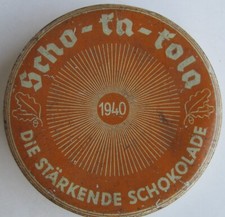 Scho-ka-kola
1940
DIE STÄRKENDE SCHOKOLADE